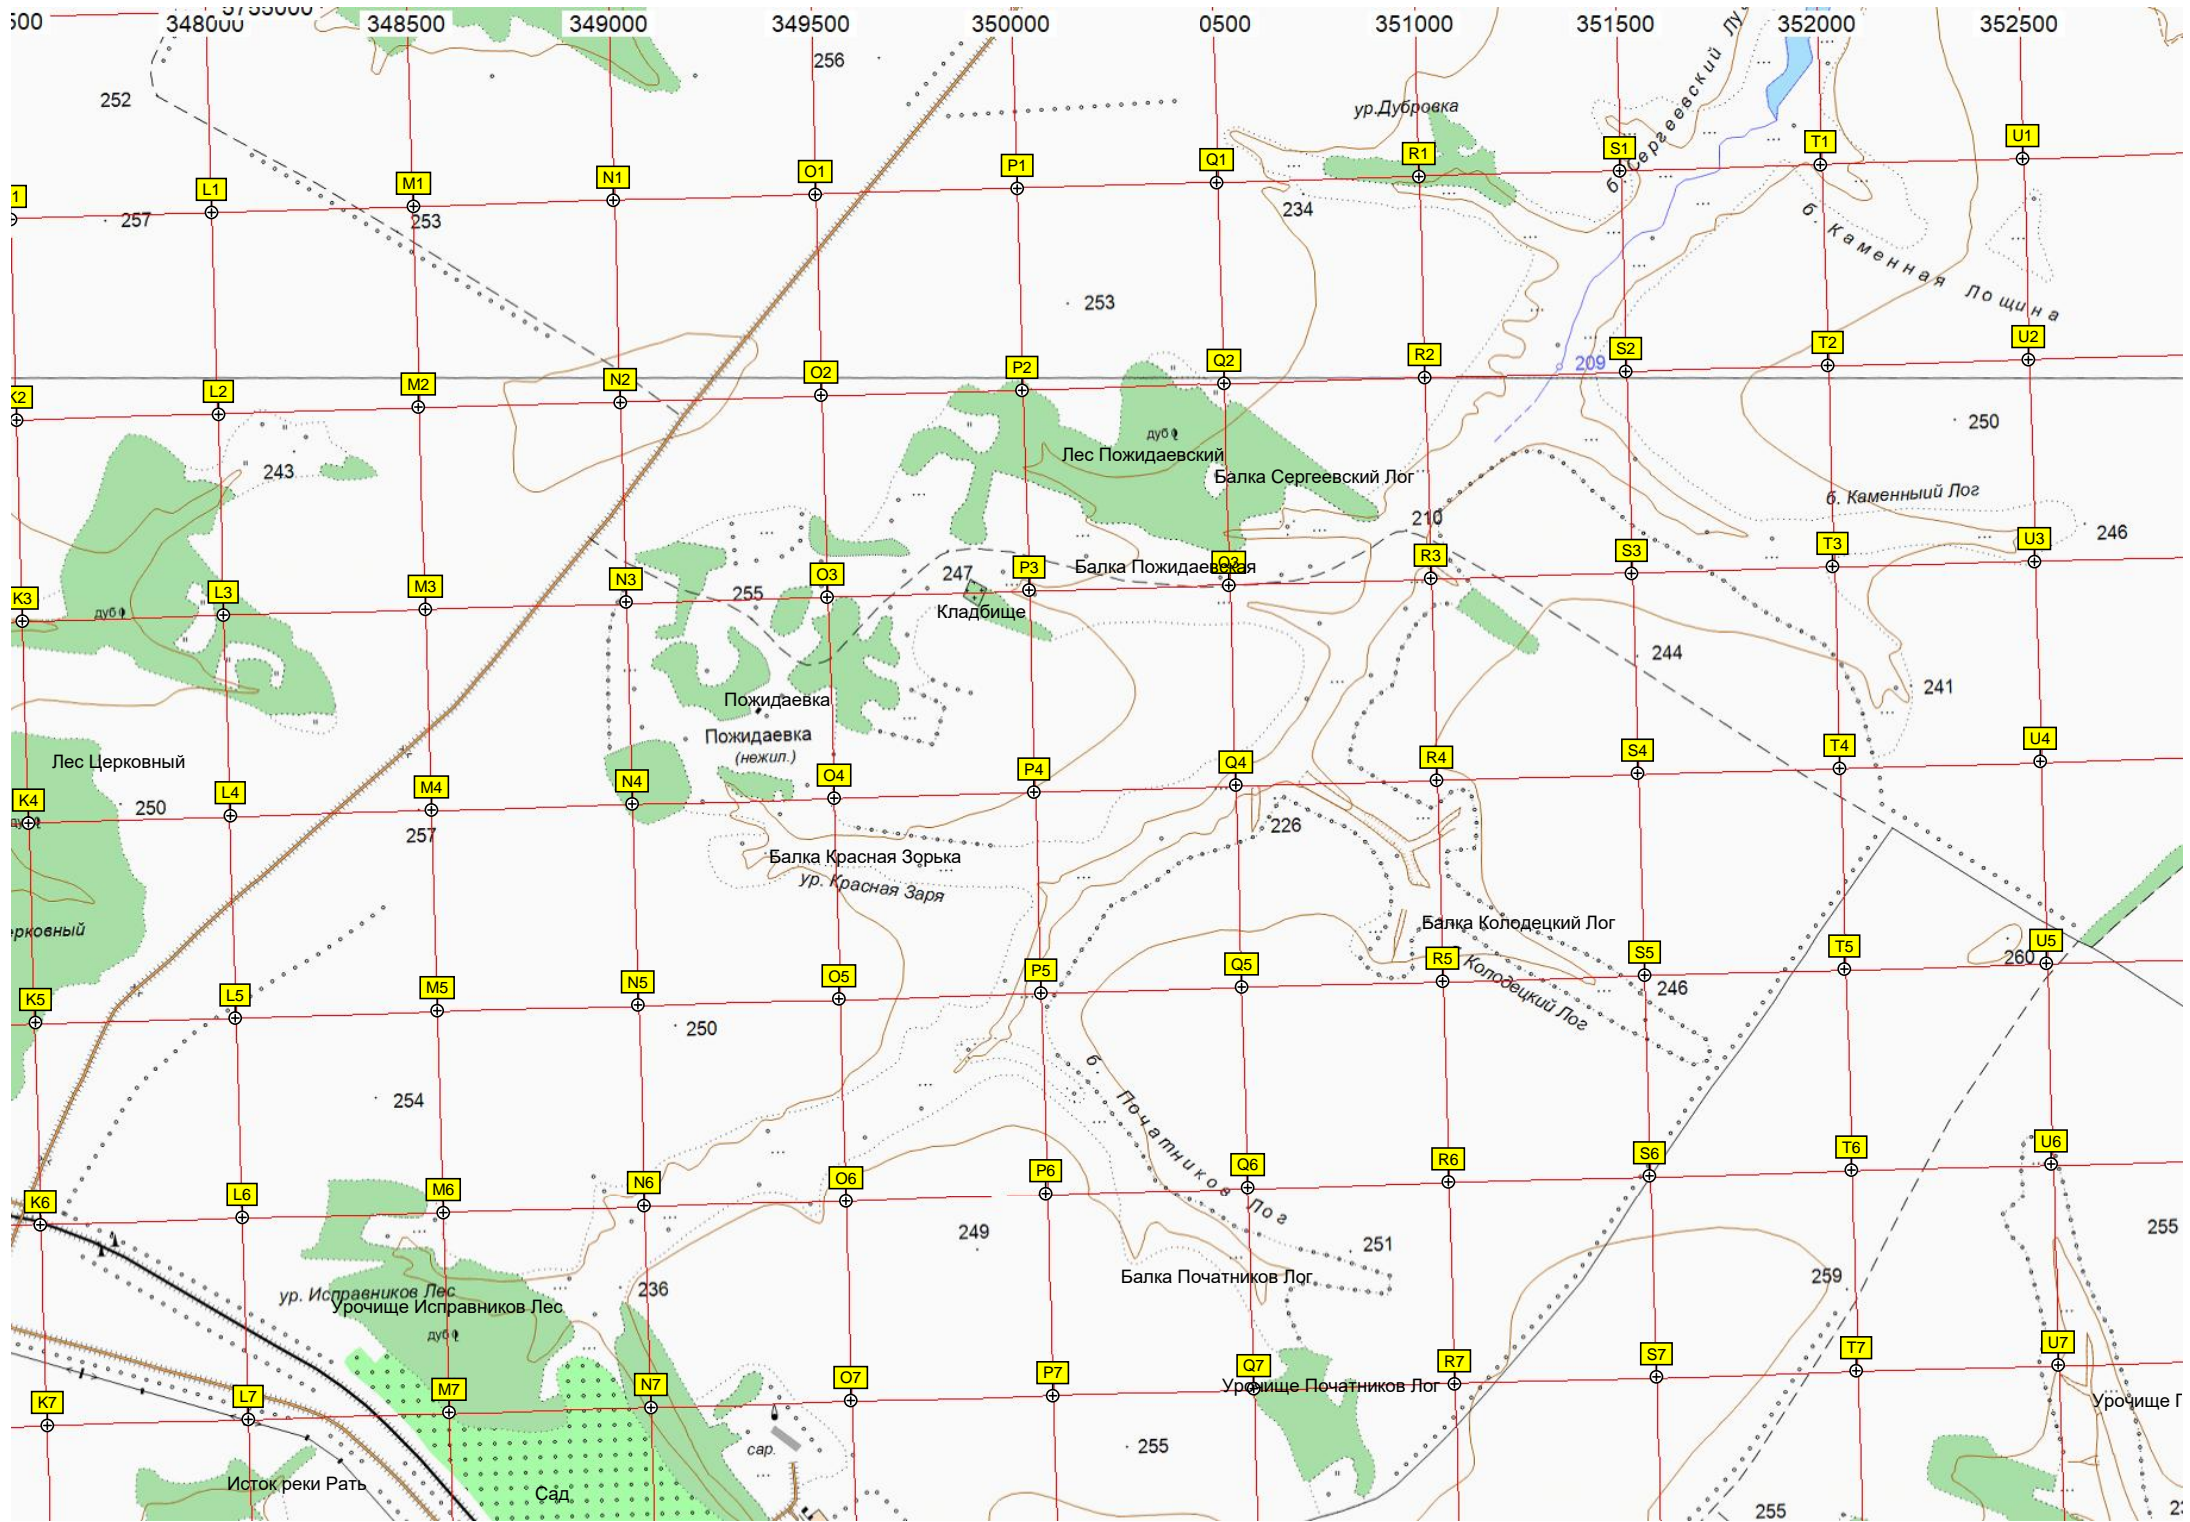 348000
348500
349000
349500
350000
0500
351000
351500
352000
352500
256
252
ур.Дубровка
б. Сергеевский
U1
T1
S1
R1
Q1
P1
O1
N1
M1
L1
257
253
234
б. Каменная Лощина
253
U2
T2
S2
R2
Q2
P2
O2
N2
M2
L2
K2
209
250
дуб
Лес Пожидаевский
243
Балка Сергеевский Лог
б. Каменныий Лог
210
246
U3
T3
S3
R3
Q3
P3
O3
N3
M3
L3
K3
Балка Пожидаевская
247
255
Кладбище
дуб
244
241
Пожидаевка
Пожидаевка
(нежил.)
Лес Церковный
U4
T4
S4
R4
Q4
P4
O4
N4
M4
L4
K4
250
257
226
Балка Красная Зорька
ур. Красная Заря
Балка Колодецкий Лог
U5
T5
S5
R5
Q5
P5
O5
N5
M5
L5
K5
260
Колодецкий Лог
246
250
254
б. Початников Лог
U6
T6
S6
R6
Q6
P6
O6
N6
M6
L6
K6
249
251
255
259
Балка Початников Лог
236
ур. Исправников Лес
Урочище Исправников Лес
дуб
U7
T7
S7
R7
Q7
P7
O7
N7
M7
L7
K7
Урочище Початников Лог
Урочище
255
сар.
Исток реки Рать
Сад
255